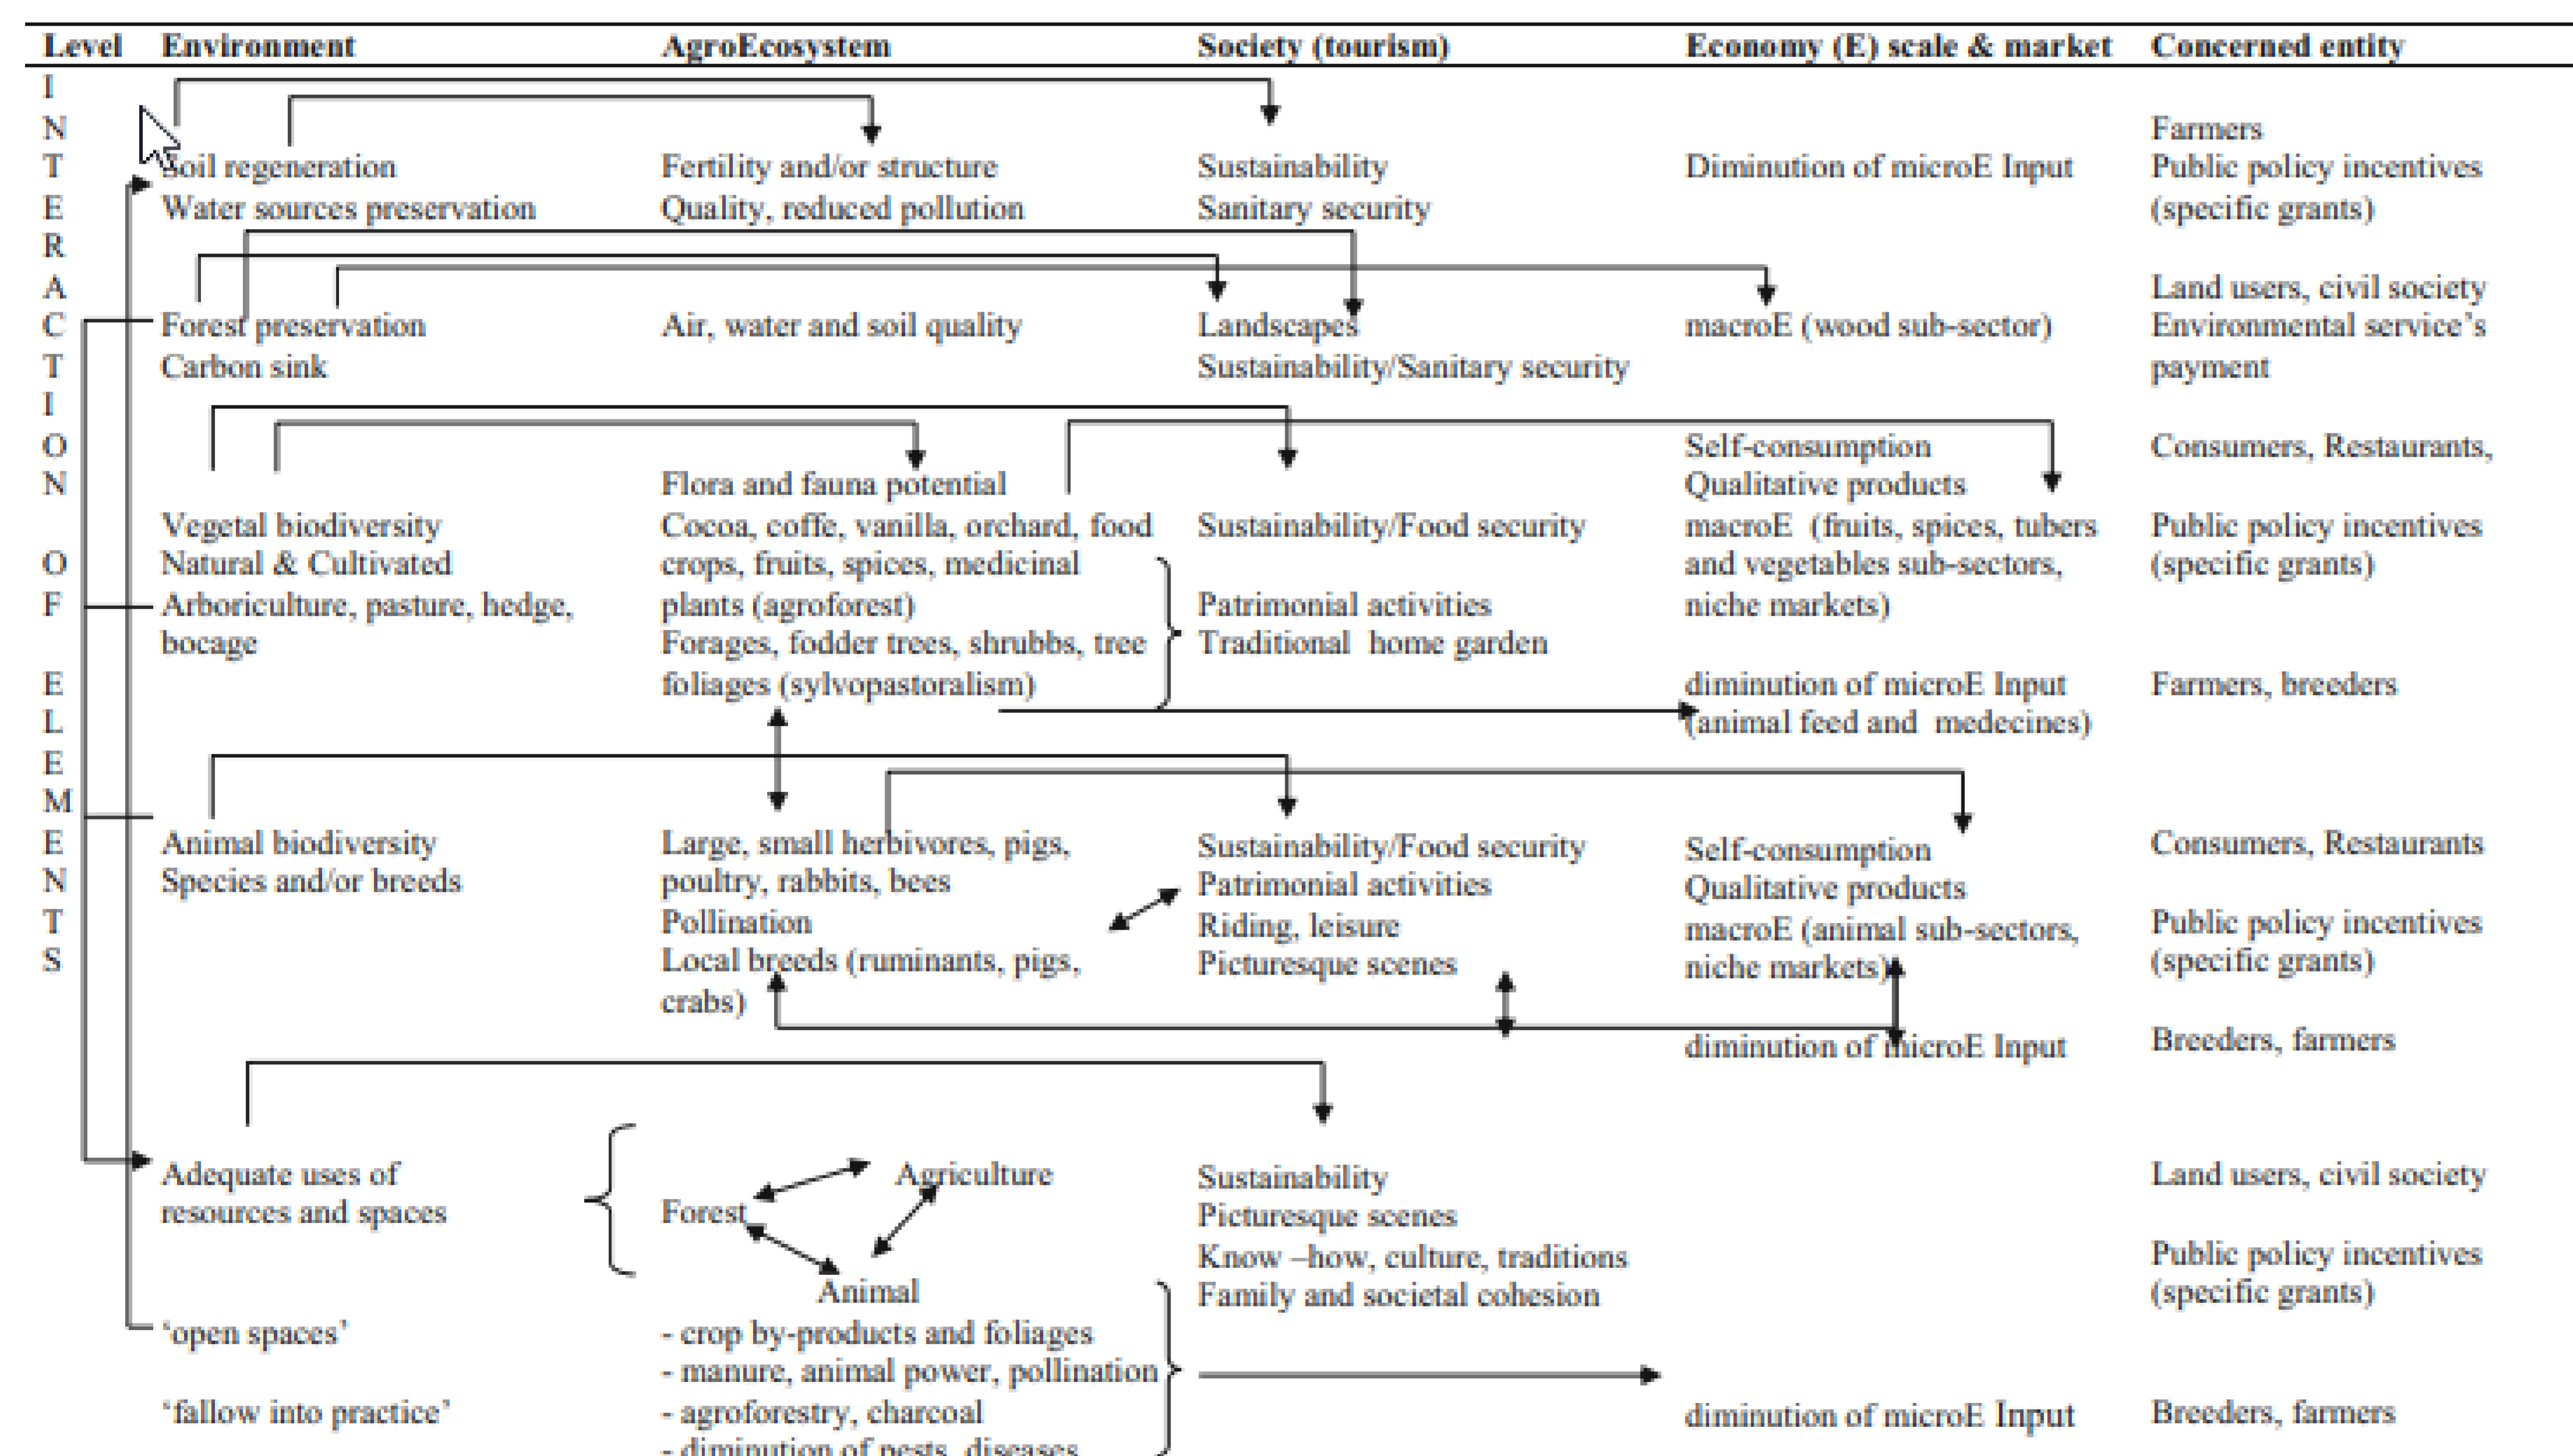 Level Environment AgroEcosystem Society (tourism) Economy (E) scale & market Concerned entity
I
N Farmers
T Soil regeneration Fertility and/or structure Sustainability Diminution of microE Input Public policy incentives
E Water sources preservation Quality, reduced pollution Sanitary security (specific grants)
R
A Land users, civil society
C Forest preservation Air, water and soil quality Landscapes macroE (wood sub-sector) Environmental service's
T Carbon sink Sustainability/Sanitary security payment
I
O Self-consumption Consumers, Restaurants,
N Flora and fauna potential Qualitative products
Vegetal biodiversity Cocoa, coffe, vanilla, orchard, food Sustainability/Food security macroE (fruits, spices, tubers Public policy incentives
O Natural & Cultivated crops, fruits, spices, medicinal and vegetables sub-sectors, (specific grants)
F Arboriculture, pasture, hedge, plants (agroforest) Patrimonial activities niche markets)
bocage Forages, fodder trees, shrubbs, tree Traditional home garden
E foliages (sylvopastoralism) diminution of microE Input Farmers, breeders
L (animal feed and medecines)
E
M
E Animal biodiversity Large, small herbivores, pigs, Sustainability/Food security Self-consumption Consumers, Restaurants
N Species and/or breeds poultry, rabbits, bees Patrimonial activities Qualitative products
T Pollination Riding, leisure macroE (animal sub-sectors, Public policy incentives
S Local breeds (ruminants, pigs, Picturesque scenes niche markets) (specific grants)
crabs)
diminution of microE Input Breeders, farmers
Adequate uses of Agriculture Sustainability Land users, civil society
resources and spaces Forest Picturesque scenes
Know –how, culture, traditions Public policy incentives
Animal Family and societal cohesion (specific grants)
'open spaces' - crop by-products and foliages
- manure, animal power, pollination
'fallow into practice' - agroforestry, charcoal diminution of microE Input Breeders, farmers
- diminution of pests, diseases